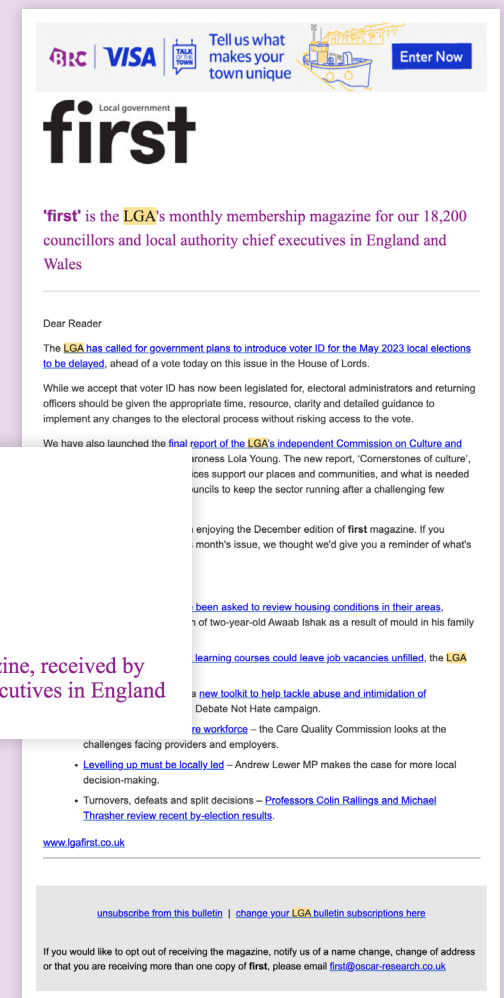 BRC VISA TALK OF THE TOWN
Tell us what
makes your
town unique
Enter Now
Local government
first
'first' is the LGA's monthly membership magazine for our 18,200
councillors and local authority chief executives in England and
Wales
Dear Reader
The LGA has called for government plans to introduce voter ID for the May 2023 local elections
to be delayed, ahead of a vote today on this issue in the House of Lords.
While we accept that voter ID has now been legislated for, electoral administrators and returning
officers should be given the appropriate time, resource, clarity and detailed guidance to
implement any changes to the electoral process without risking access to the vote.
We have also launched the final report of the LGA's independent Commission on Culture and
aroness Lola Young. The new report, 'Cornerstones of culture',
ices support our places and communities, and what is needed
uncils to keep the sector running after a challenging few
enjoying the December edition of first magazine. If you
month's issue, we thought we'd give you a reminder of what's
been asked to review housing conditions in their areas,
of two-year-old Awaab Ishak as a result of mould in his family
zine, received by
cutives in England
learning courses could leave job vacancies unfilled, the LGA
a new toolkit to help tackle abuse and intimidation of
Debate Not Hate campaign.
re workforce – the Care Quality Commission looks at the
challenges facing providers and employers.
• Levelling up must be locally led – Andrew Lewer MP makes the case for more local
decision-making.
• Turnovers, defeats and split decisions – Professors Colin Rallings and Michael
Thrasher review recent by-election results.
www.lgafirst.co.uk
unsubscribe from this bulletin | change your LGA bulletin subscriptions here
If you would like to opt out of receiving the magazine, notify us of a name change, change of address
or that you are receiving more than one copy of first, please email first@oscar-research.co.uk